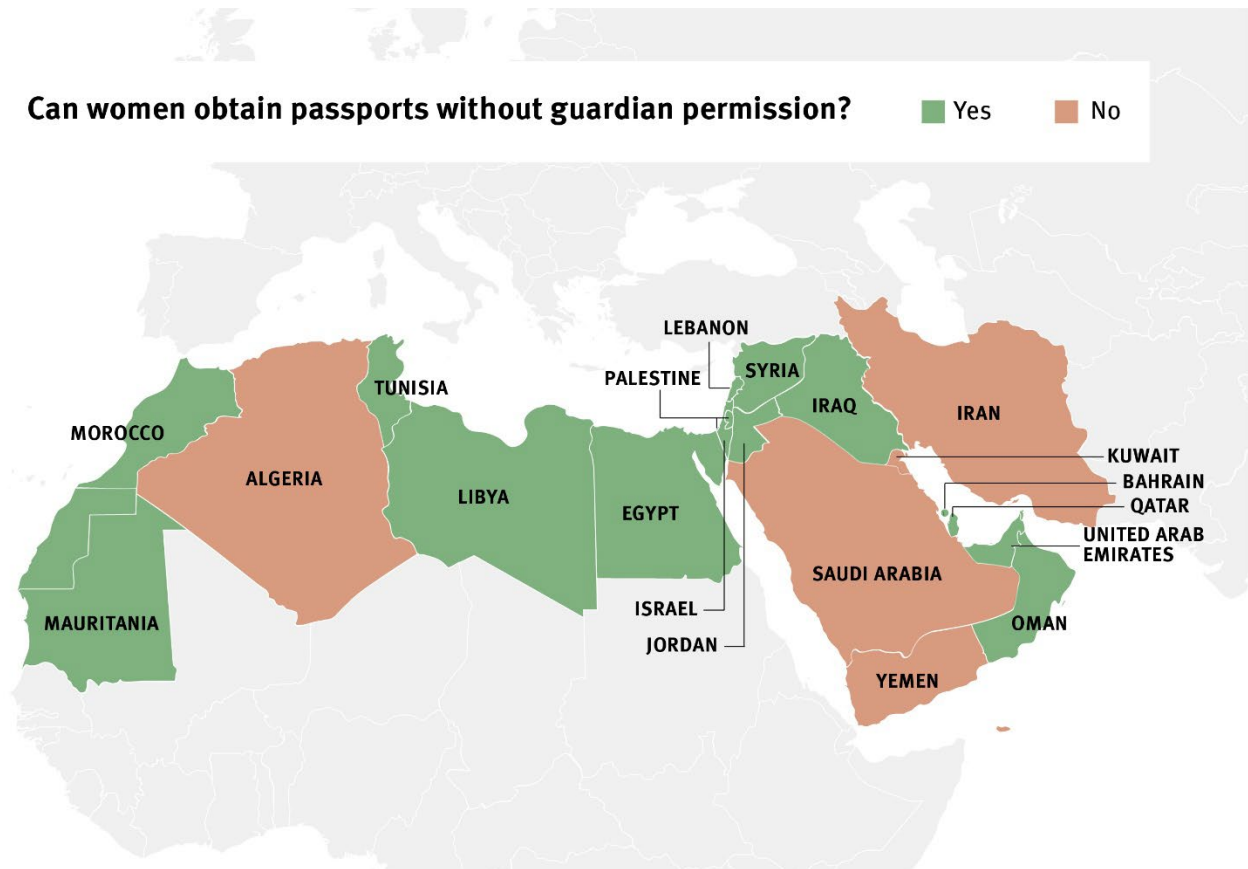 Can women obtain passports without guardian permission?
Yes
No
LEBANON
SYRIA
PALESTINE
TUNISIA
IRAQ
IRAN
MOROCCO
KUWAIT
ALGERIA
BAHRAIN
LIBYA
QATAR
EGYPT
UNITED ARAB
EMIRATES
SAUDI ARABIA
ISRAEL
MAURITANIA
OMAN
JORDAN
YEMEN